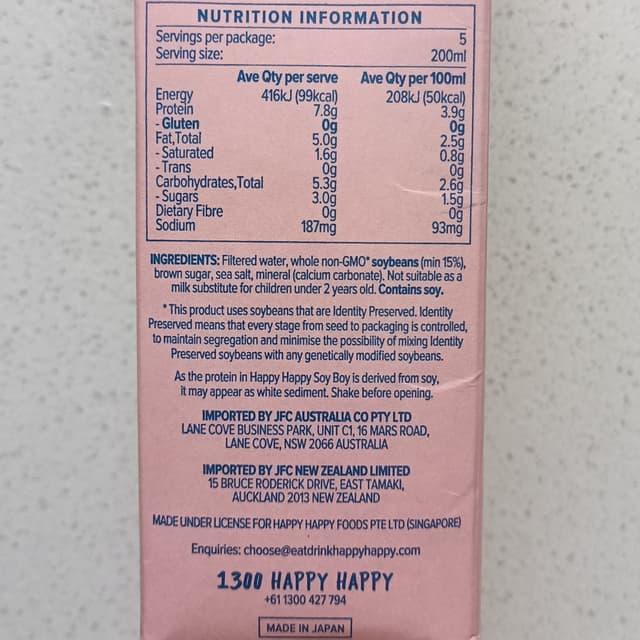 NUTRITION INFORMATION
Servings per package: 5
Serving size: 200ml
Ave Qty per serve Ave Qty per 100ml
Energy 416kJ (99kcal) 208kJ (50kcal)
Protein 7.8g 3.9g
- Gluten 0g 0g
Fat,Total 5.0g 2.5g
- Saturated 1.6g 0.8g
- Trans 0g 0g
Carbohydrates,Total 5.3g 2.6g
- Sugars 3.0g 1.5g
Dietary Fibre 0g 0g
Sodium 187mg 93mg
INGREDIENTS: Filtered water, whole non-GMO* soybeans (min 15%),
brown sugar, sea salt, mineral (calcium carbonate). Not suitable as a
milk substitute for children under 2 years old. Contains soy.
* This product uses soybeans that are Identity Preserved. Identity
Preserved means that every stage from seed to packaging is controlled,
to maintain segregation and minimise the possibility of mixing Identity
Preserved soybeans with any genetically modified soybeans.
As the protein in Happy Happy Soy Boy is derived from soy,
it may appear as white sediment. Shake before opening.
IMPORTED BY JFC AUSTRALIA CO PTY LTD
LANE COVE BUSINESS PARK, UNIT C1, 16 MARS ROAD,
LANE COVE, NSW 2066 AUSTRALIA
IMPORTED BY JFC NEW ZEALAND LIMITED
15 BRUCE RODERICK DRIVE, EAST TAMAKI,
AUCKLAND 2013 NEW ZEALAND
MADE UNDER LICENSE FOR HAPPY HAPPY FOODS PTE LTD (SINGAPORE)
Enquiries: choose@eatdrinkhappyhappy.com
1300 HAPPY HAPPY
+61 1300 427 794
MADE IN JAPAN